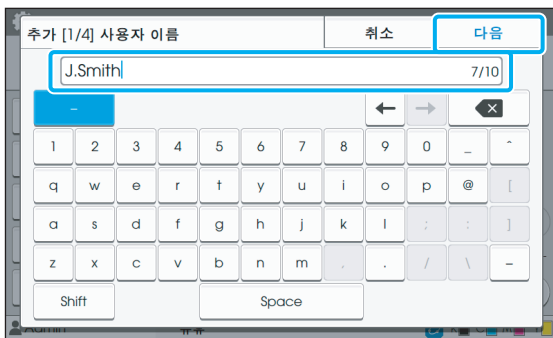 추가 [1/4] 사용자 이름 취소 다음
J.Smith 7/10
–
← →
1 2 3 4 5 6 7 8 9 0 _ ^
q w e r t y u i o p @ [
a s d f g h j k l ; : ]
z x c v b n m , . / \ –
Shift Space
Admin